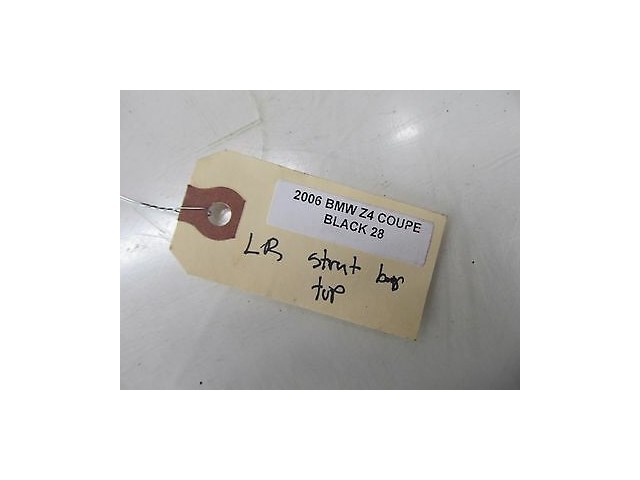 2006 BMW Z4 COUPE
BLACK 28
LR strut bar
top